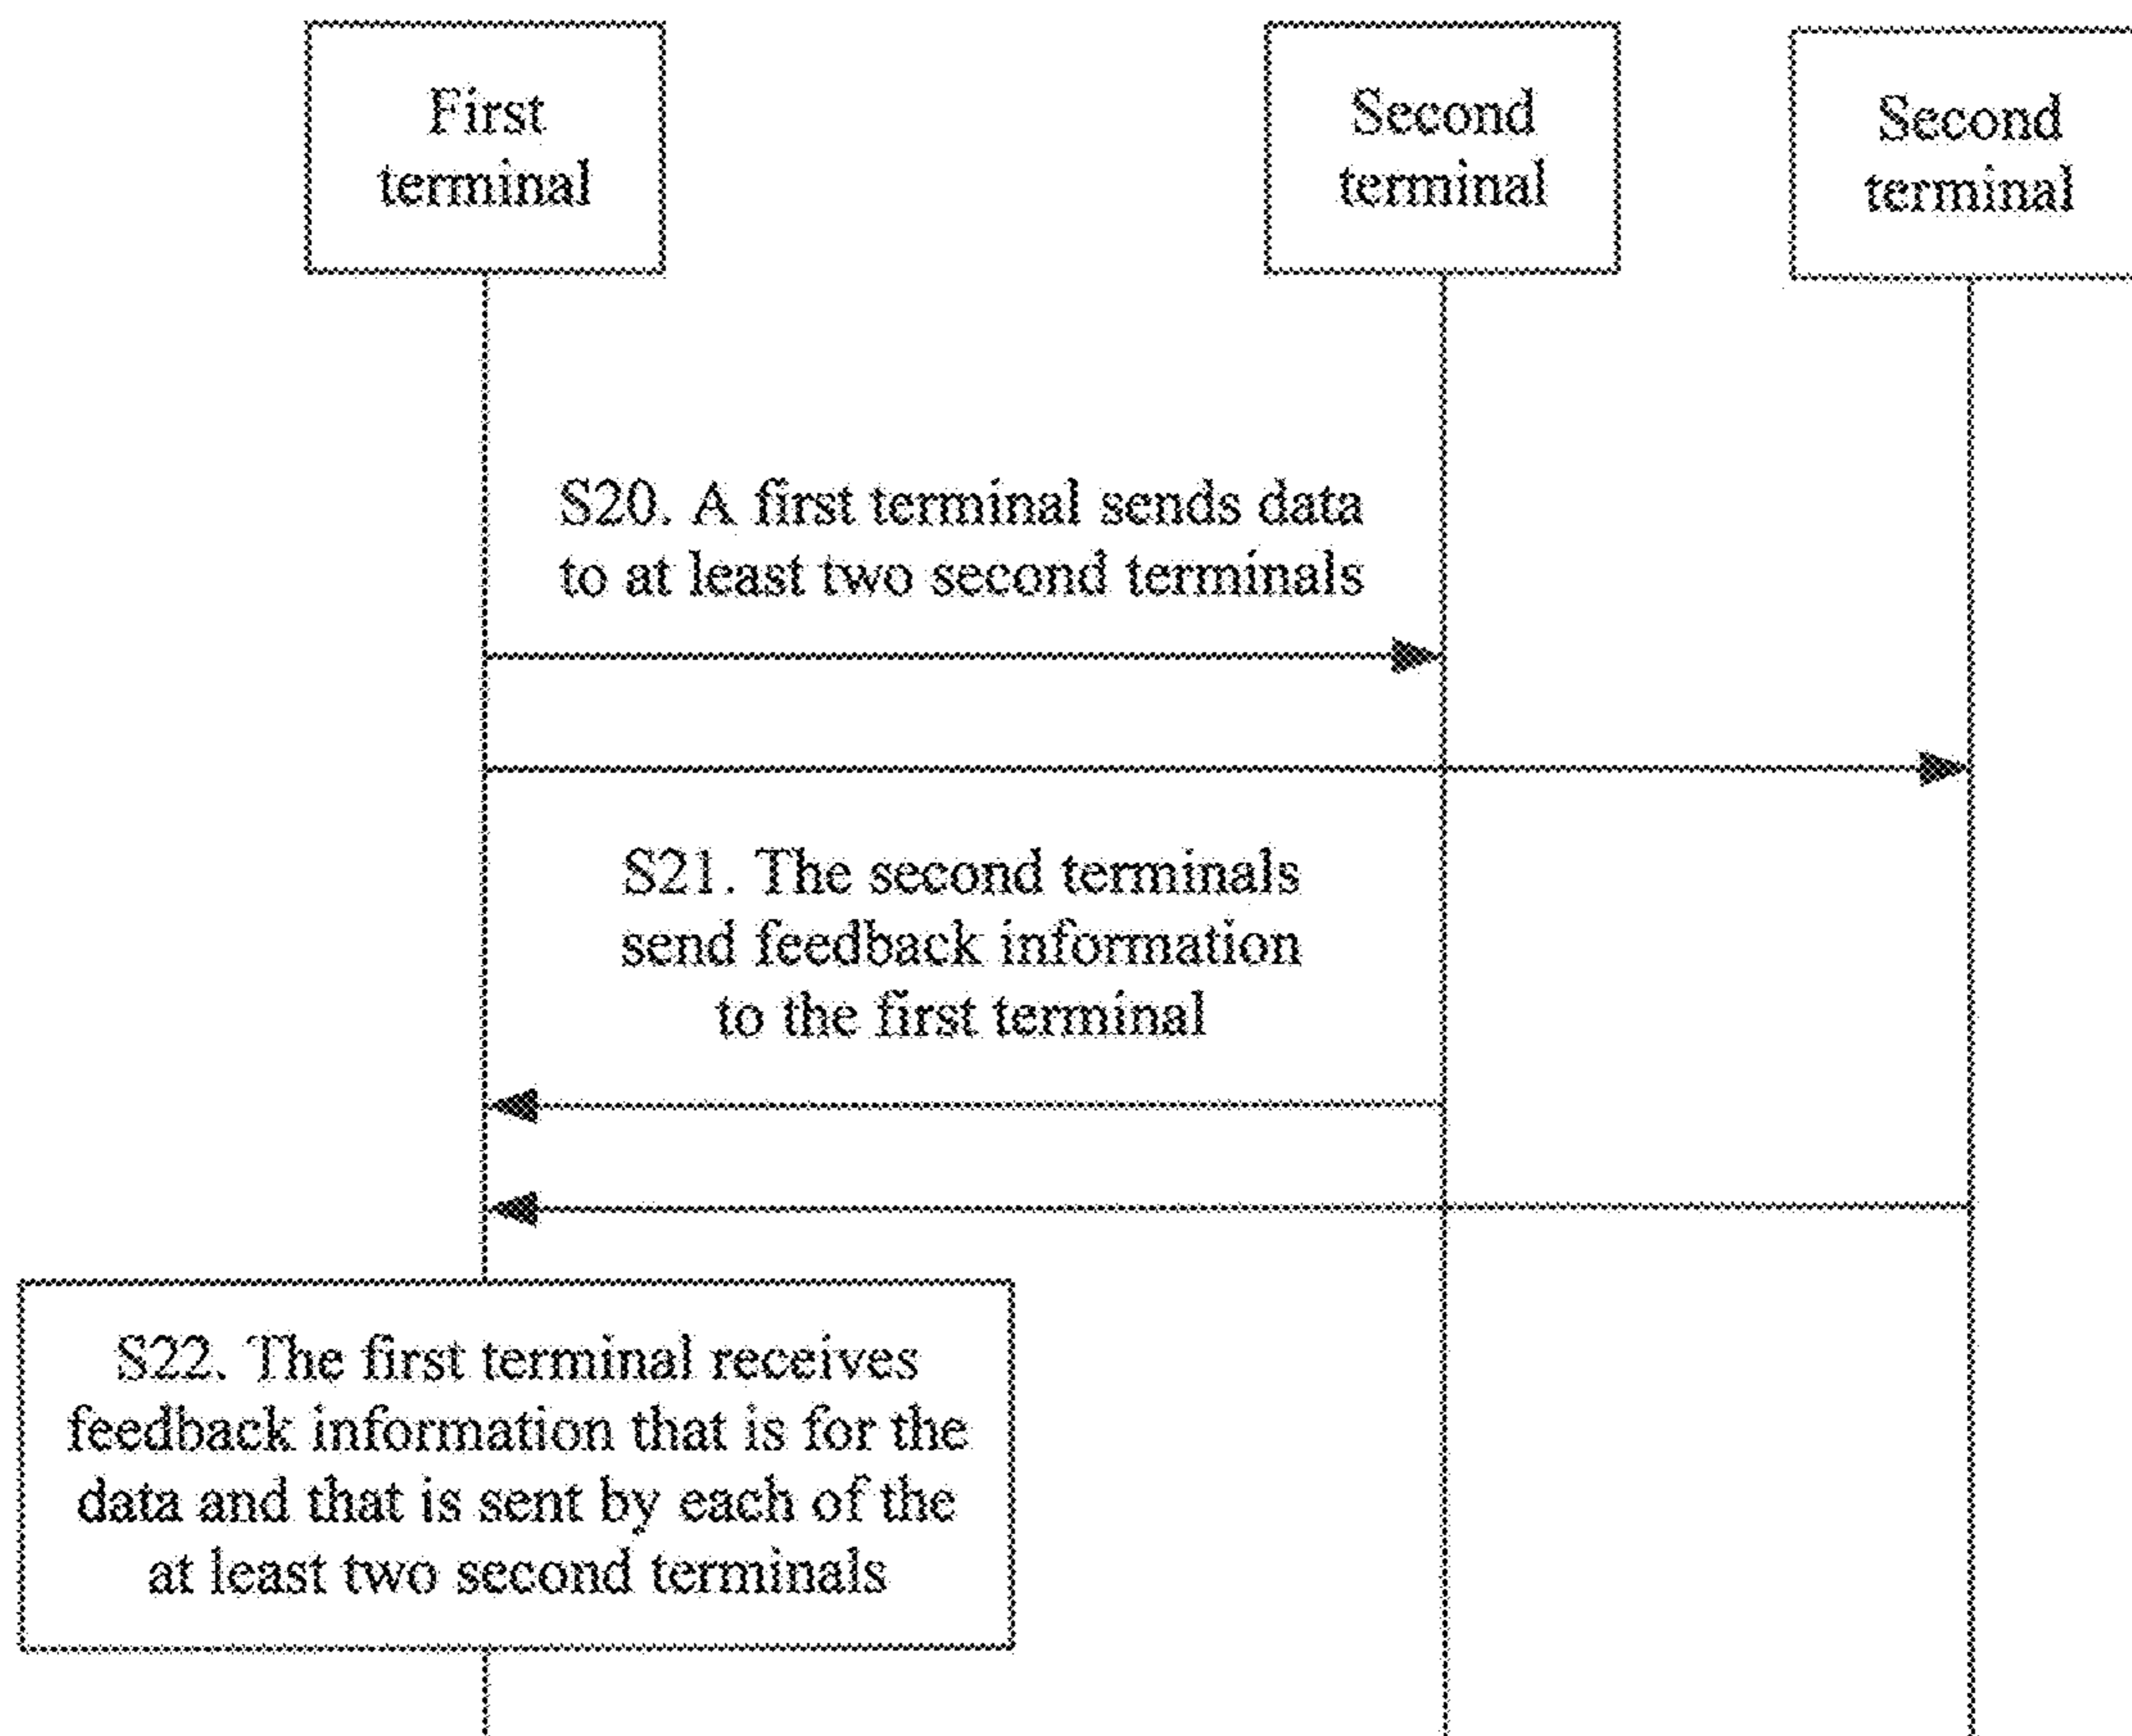 First
terminal
Second
terminal
Second
terminal
S20. A first terminal sends data
to at least two second terminals
S21. The second terminals
send feedback information
to the first terminal
S22. The first terminal receives
feedback information that is for the
data and that is sent by each of the
at least two second terminals